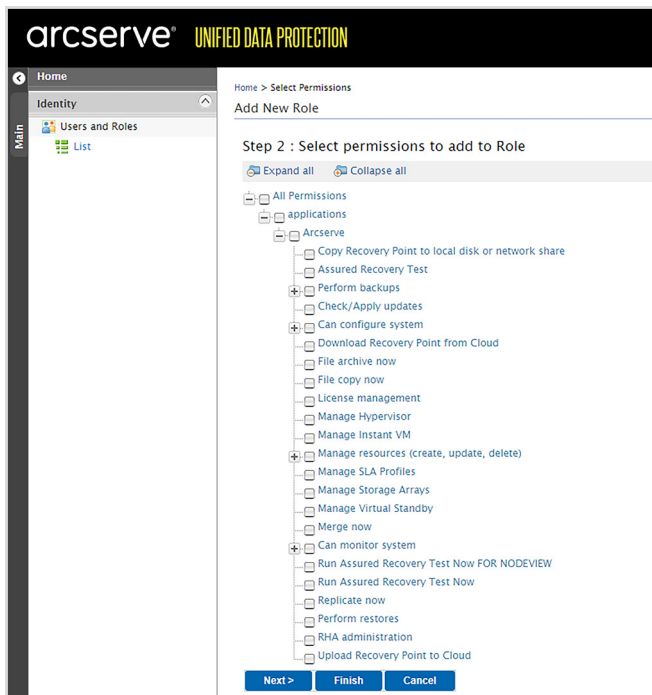 arcserve® UNIFIED DATA PROTECTION
Home
Identity
Main
Users and Roles
List
Home > Select Permissions
Add New Role
Step 2 : Select permissions to add to Role
Expand all Collapse all
All Permissions
applications
Arcserve
Copy Recovery Point to local disk or network share
Assured Recovery Test
Perform backups
Check/Apply updates
Can configure system
Download Recovery Point from Cloud
File archive now
File copy now
License management
Manage Hypervisor
Manage Instant VM
Manage resources (create, update, delete)
Manage SLA Profiles
Manage Storage Arrays
Manage Virtual Standby
Merge now
Can monitor system
Run Assured Recovery Test Now FOR NODEVIEW
Run Assured Recovery Test Now
Replicate now
Perform restores
RHA administration
Upload Recovery Point to Cloud
Next > Finish Cancel